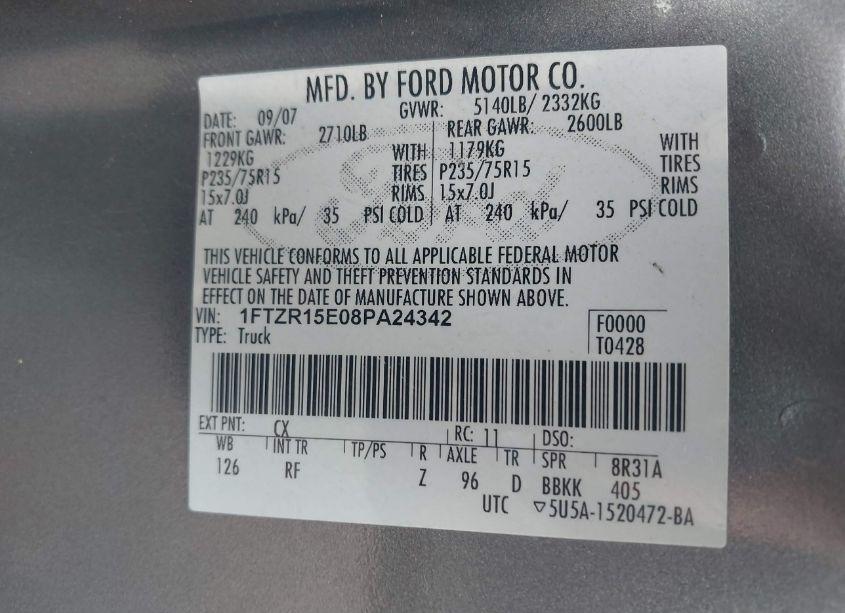 MFD. BY FORD MOTOR CO.
DATE: 09/07 GVWR: 5140LB/ 2332KG
FRONT GAWR: 2710LB REAR GAWR: 2600LB
1229KG WITH 1179KG WITH
P235/75R15 TIRES P235/75R15 TIRES
15x7.0J RIMS 15x7.0J RIMS
AT 240 kPa/ 35 PSI COLD AT 240 kPa/ 35 PSI COLD
THIS VEHICLE CONFORMS TO ALL APPLICABLE FEDERAL MOTOR
VEHICLE SAFETY AND THEFT PREVENTION STANDARDS IN
EFFECT ON THE DATE OF MANUFACTURE SHOWN ABOVE.
VIN: 1FTZR15E08PA24342 F0000
TYPE: Truck T0428
EXT PNT: CX RC: 11 DSO:
WB INT TR TP/PS R AXLE TR SPR 8R31A
126 RF Z 96 D BBKK 405
UTC ▽5U5A-1520472-BA